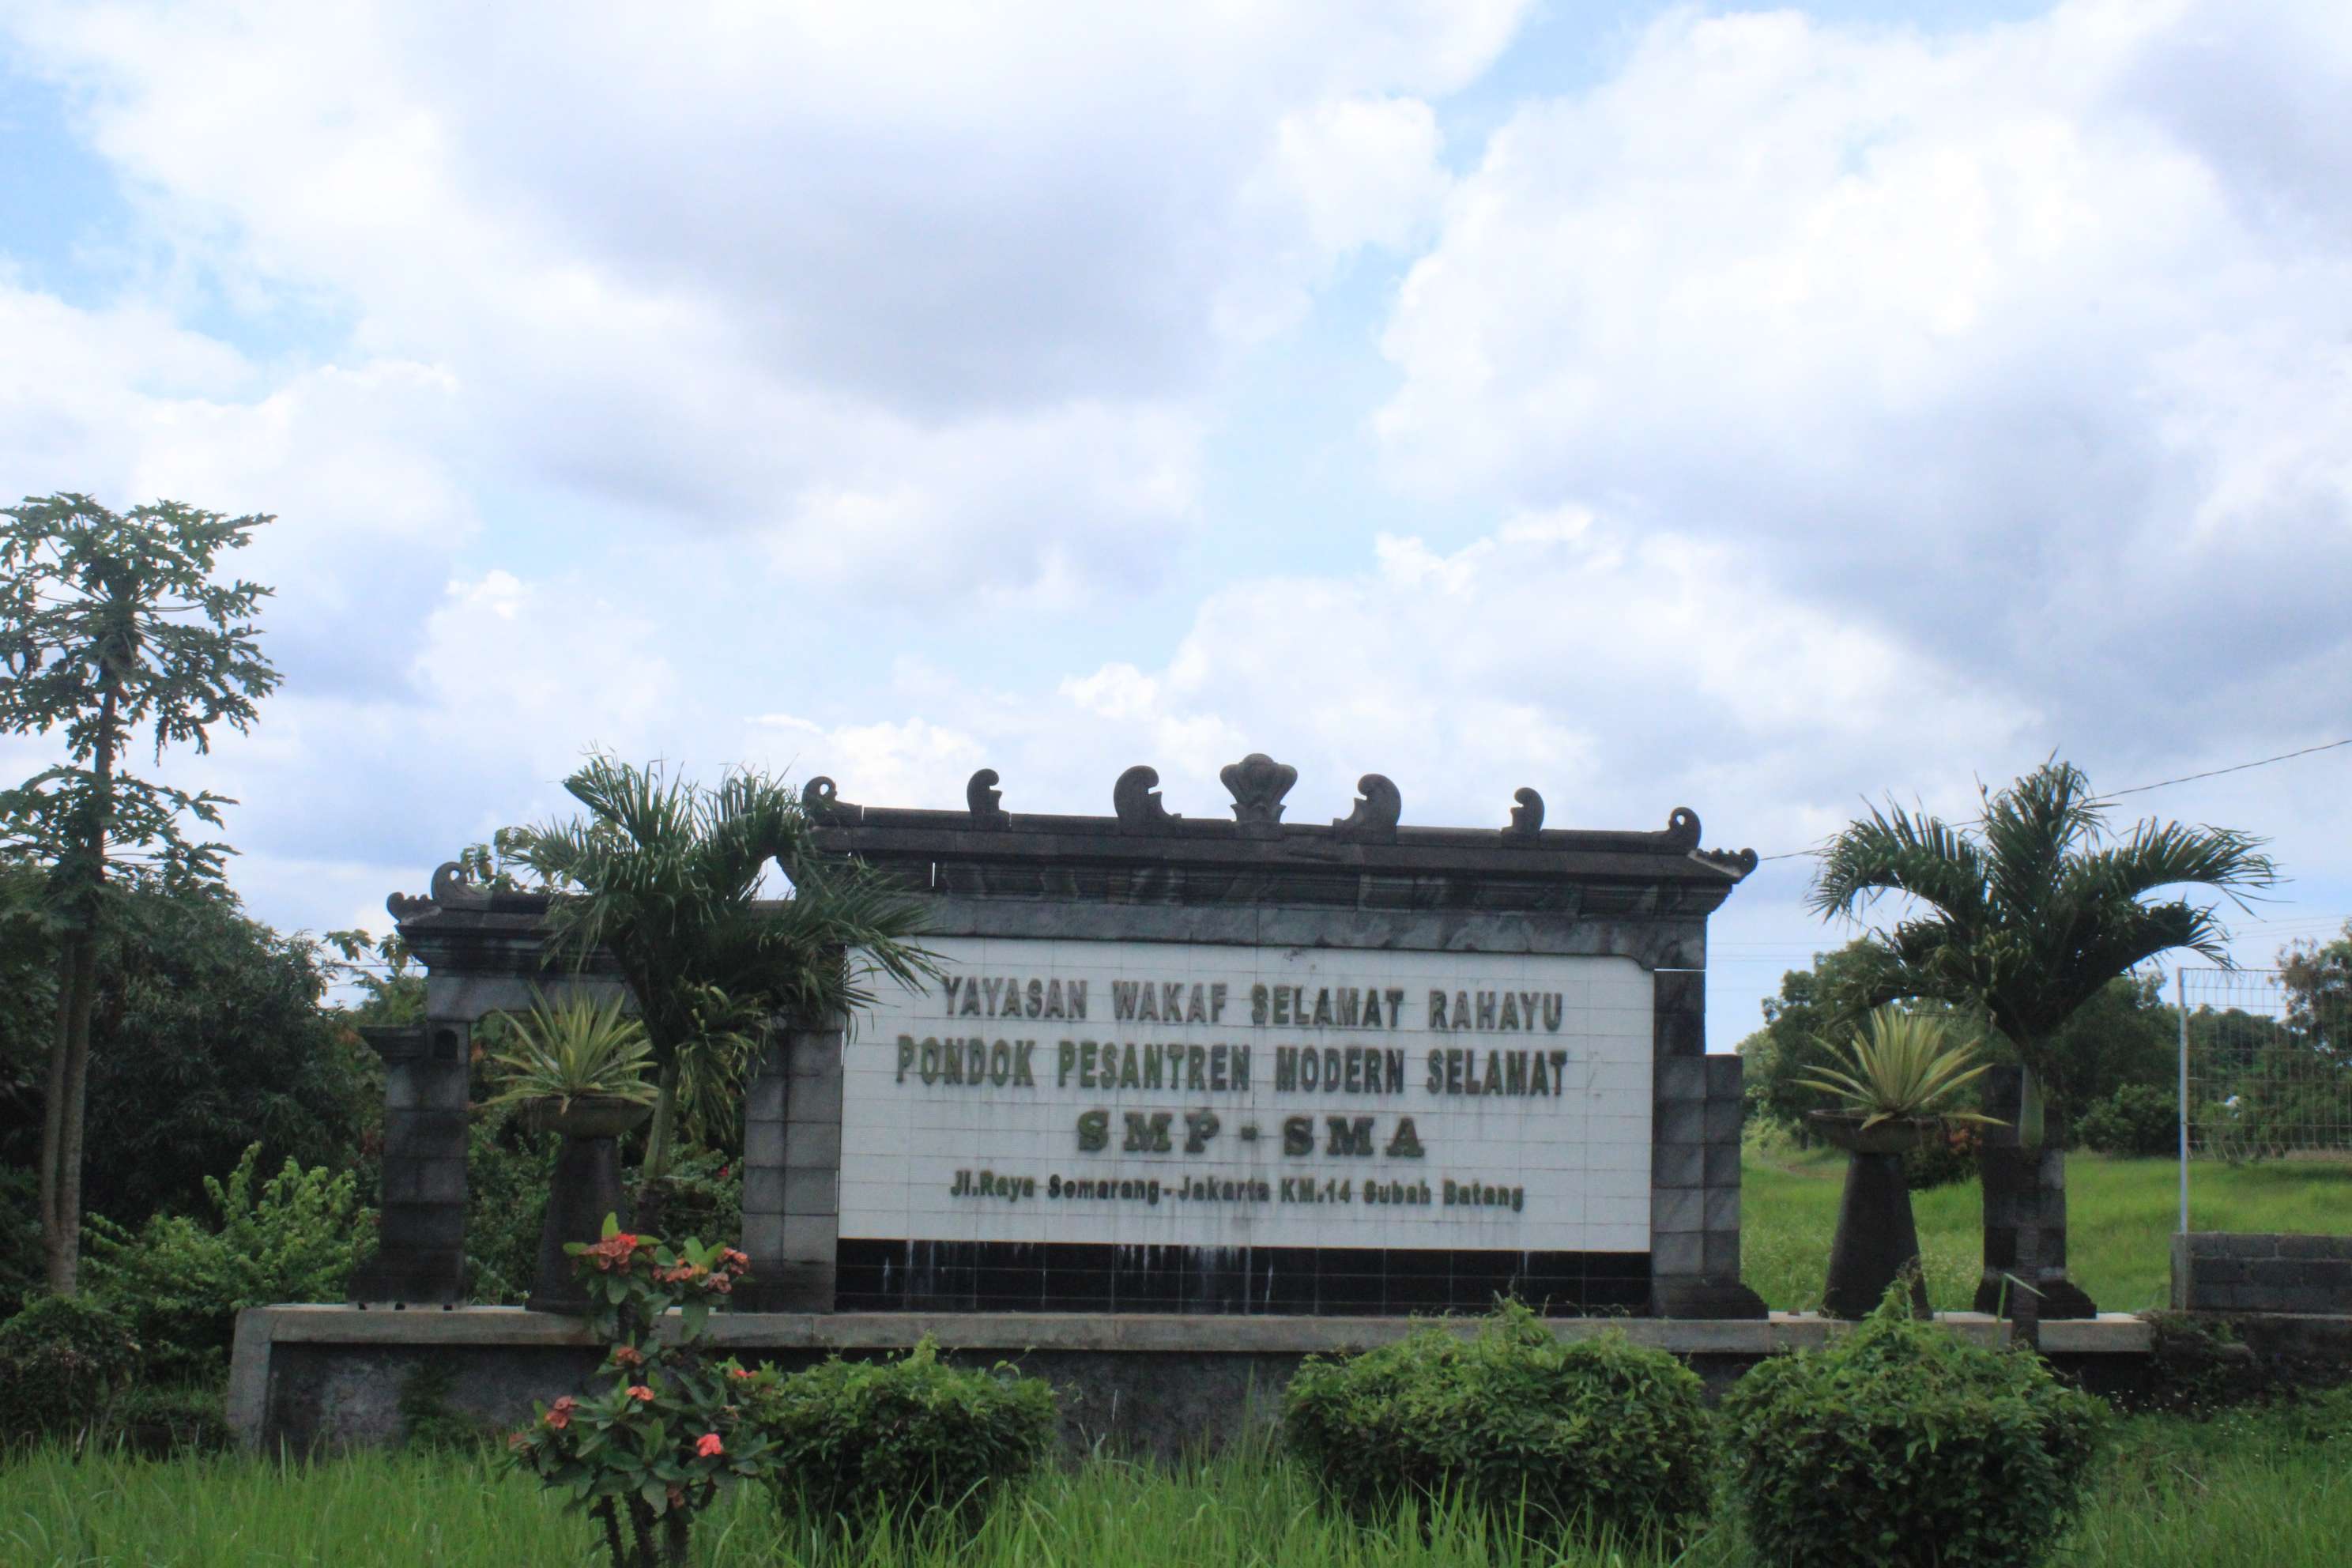 YAYASAN WAKAF SELAMAT RAHAYU
PONDOK PESANTREN MODERN SELAMAT
SMP - SMA
Jl.Raya Semarang-Jakarta KM.14 Subah Batang